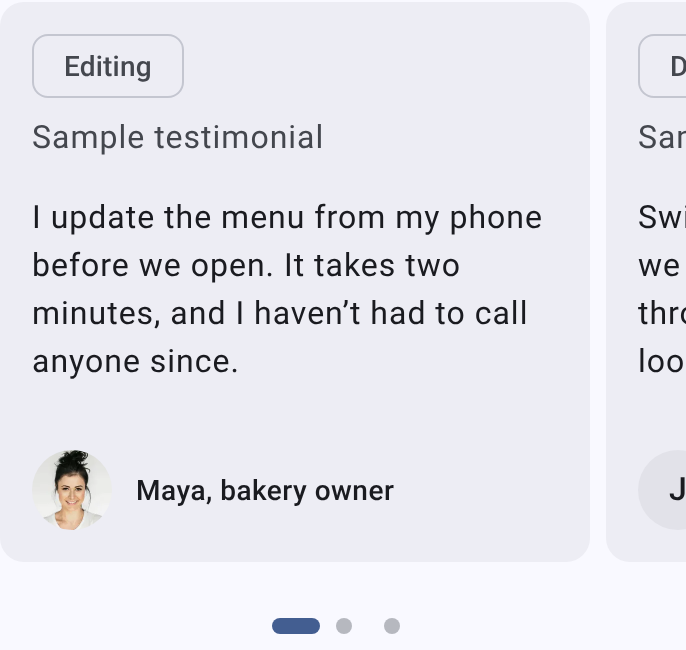 Editing
Sample testimonial
I update the menu from my phone
before we open. It takes two
minutes, and I haven’t had to call
anyone since.
Maya, bakery owner
we